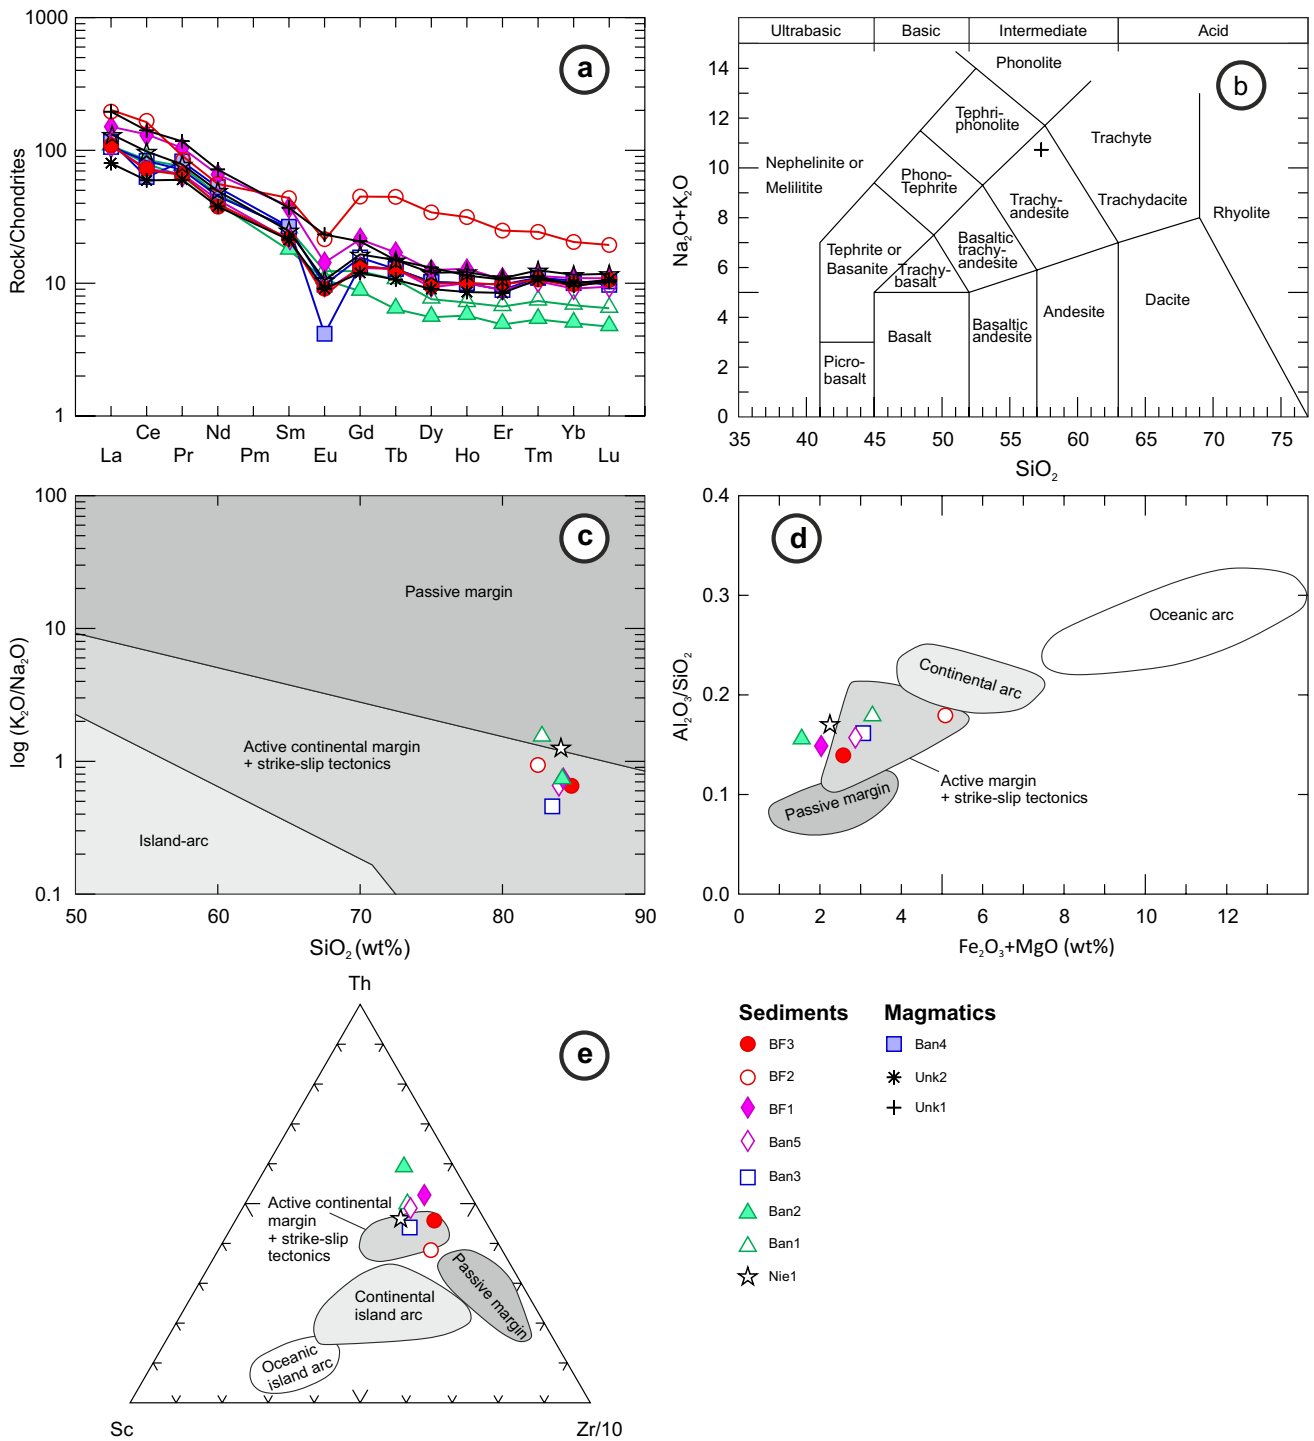 1000
100
10
1
Rock/Chondrites
a
Ce
Nd
Sm
Gd
Dy
Er
Yb
La
Pr
Pm
Eu
Tb
Ho
Tm
Lu
Ultrabasic
Basic
Intermediate
Acid
b
14
12
10
8
6
4
2
0
Na2O+K2O
Phonolite
Tephri-
phonolite
Trachyte
Nephelinite or
Melilitite
Phono-
Tephrite
Trachy-
andesite
Trachydacite
Rhyolite
Tephrite or
Basanite
Basaltic
trachy-
andesite
Trachy-
basalt
Basalt
Basaltic
andesite
Andesite
Dacite
Picro-
basalt
35
40
45
50
55
60
65
70
75
SiO2
100
10
1
0.1
log (K2O/Na2O)
c
Passive margin
Active continental margin
+ strike-slip tectonics
Island-arc
50
60
70
80
90
SiO2 (wt%)
0.4
0.3
0.2
0.1
0.0
Al2O3/SiO2
d
Oceanic arc
Continental arc
Active margin
+ strike-slip tectonics
Passive margin
0
2
4
6
8
10
12
Fe2O3+MgO (wt%)
Th
e
Active continental
margin
+ strike-slip
tectonics
Continental
island arc
Passive margin
Oceanic
island arc
Sc
Zr/10
Sediments
BF3
BF2
BF1
Ban5
Ban3
Ban2
Ban1
Nie1
Magmatics
Ban4
Unk2
Unk1